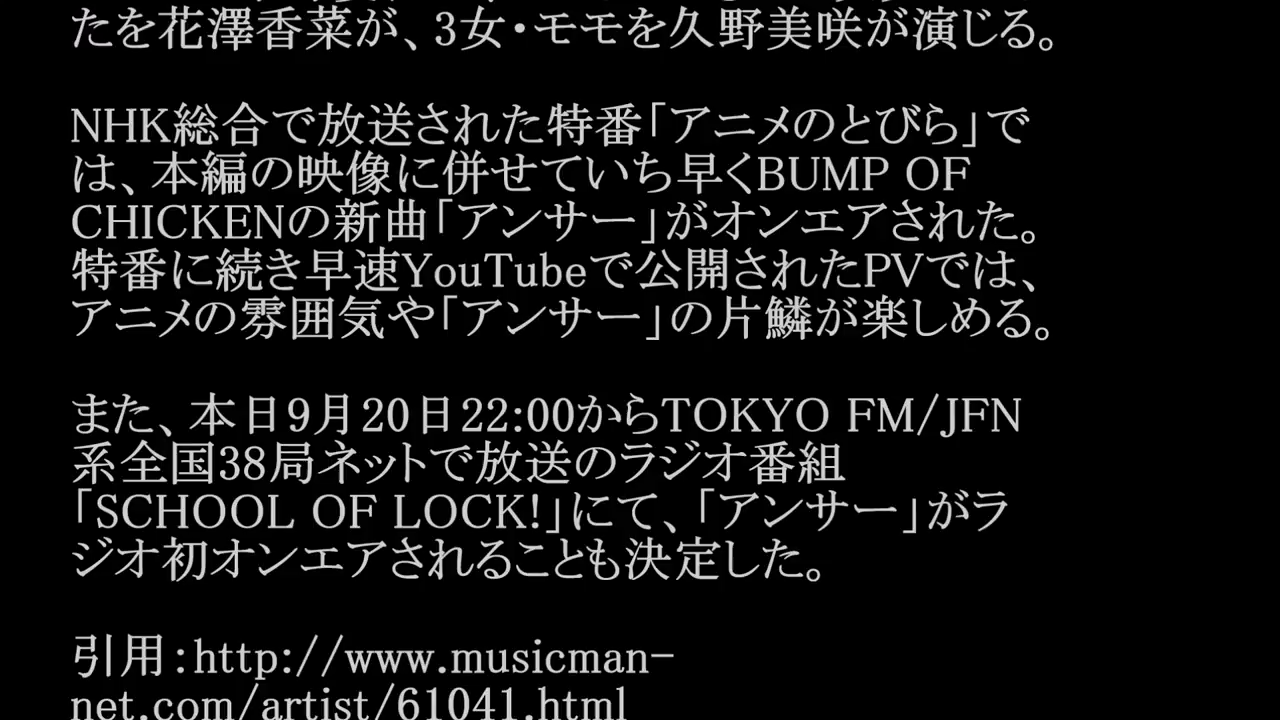 たを花澤香菜が、3女・モモを久野美咲が演じる。
NHK総合で放送された特番「アニメのとびら」で
は、本編の映像に併せていち早くBUMP OF
CHICKENの新曲「アンサー」がオンエアされた。
特番に続き早速YouTubeで公開されたPVでは、
アニメの雰囲気や「アンサー」の片鱗が楽しめる。
また、本日9月20日22:00からTOKYO FM/JFN
系全国38局ネットで放送のラジオ番組
「SCHOOL OF LOCK!」にて、「アンサー」がラ
ジオ初オンエアされることも決定した。
引用：http://www.musicman-
net.com/artist/61041.html